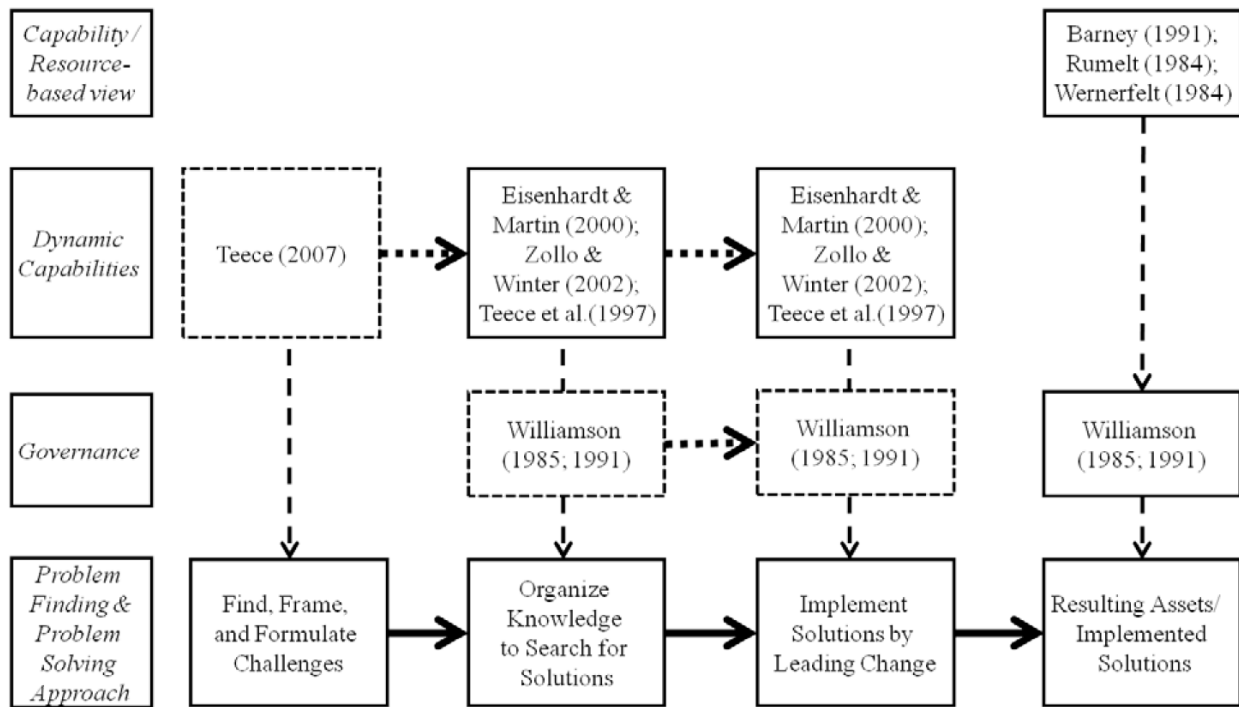 Capability /
Resource-
based view
Barney (1991);
Rumelt (1984);
Wernerfelt (1984)
Dynamic
Capabilities
Teece (2007)
Eisenhardt &
Martin (2000);
Zollo &
Winter (2002);
Teece et al.(1997)
Eisenhardt &
Martin (2000);
Zollo &
Winter (2002);
Teece et al.(1997)
Governance
Williamson
(1985; 1991)
Williamson
(1985; 1991)
Williamson
(1985; 1991)
Problem
Finding &
Problem
Solving
Approach
Find, Frame,
and Formulate
Challenges
Organize
Knowledge
to Search for
Solutions
Implement
Solutions by
Leading Change
Resulting Assets/
Implemented
Solutions